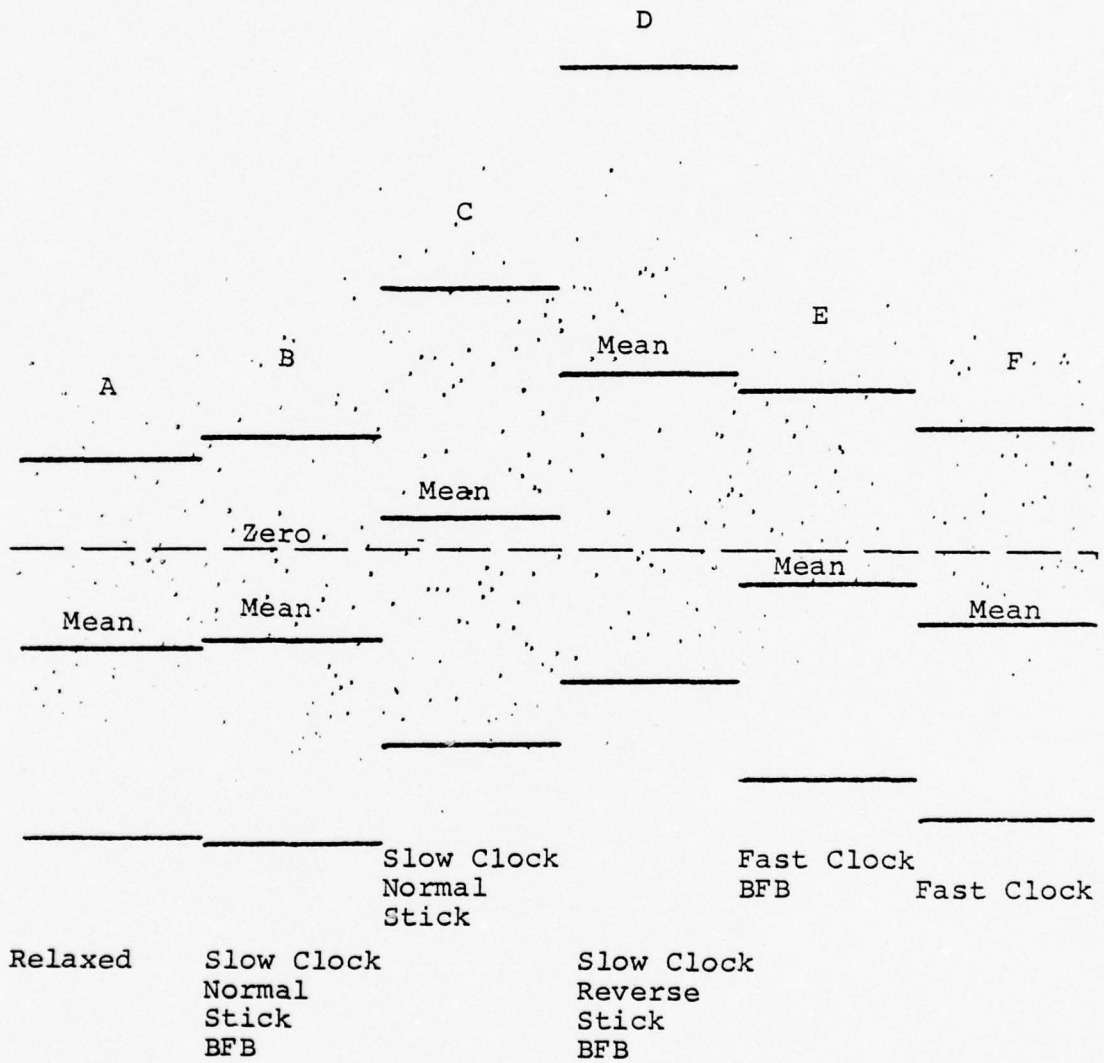 D
C
Mean
E
B
F
A
Mean
Zero
Mean
Mean
Mean
Mean
Slow Clock
Normal
Stick
Fast Clock
BFB
Fast Clock
Relaxed
Slow Clock
Normal
Stick
BFB
Slow Clock
Reverse
Stick
BFB